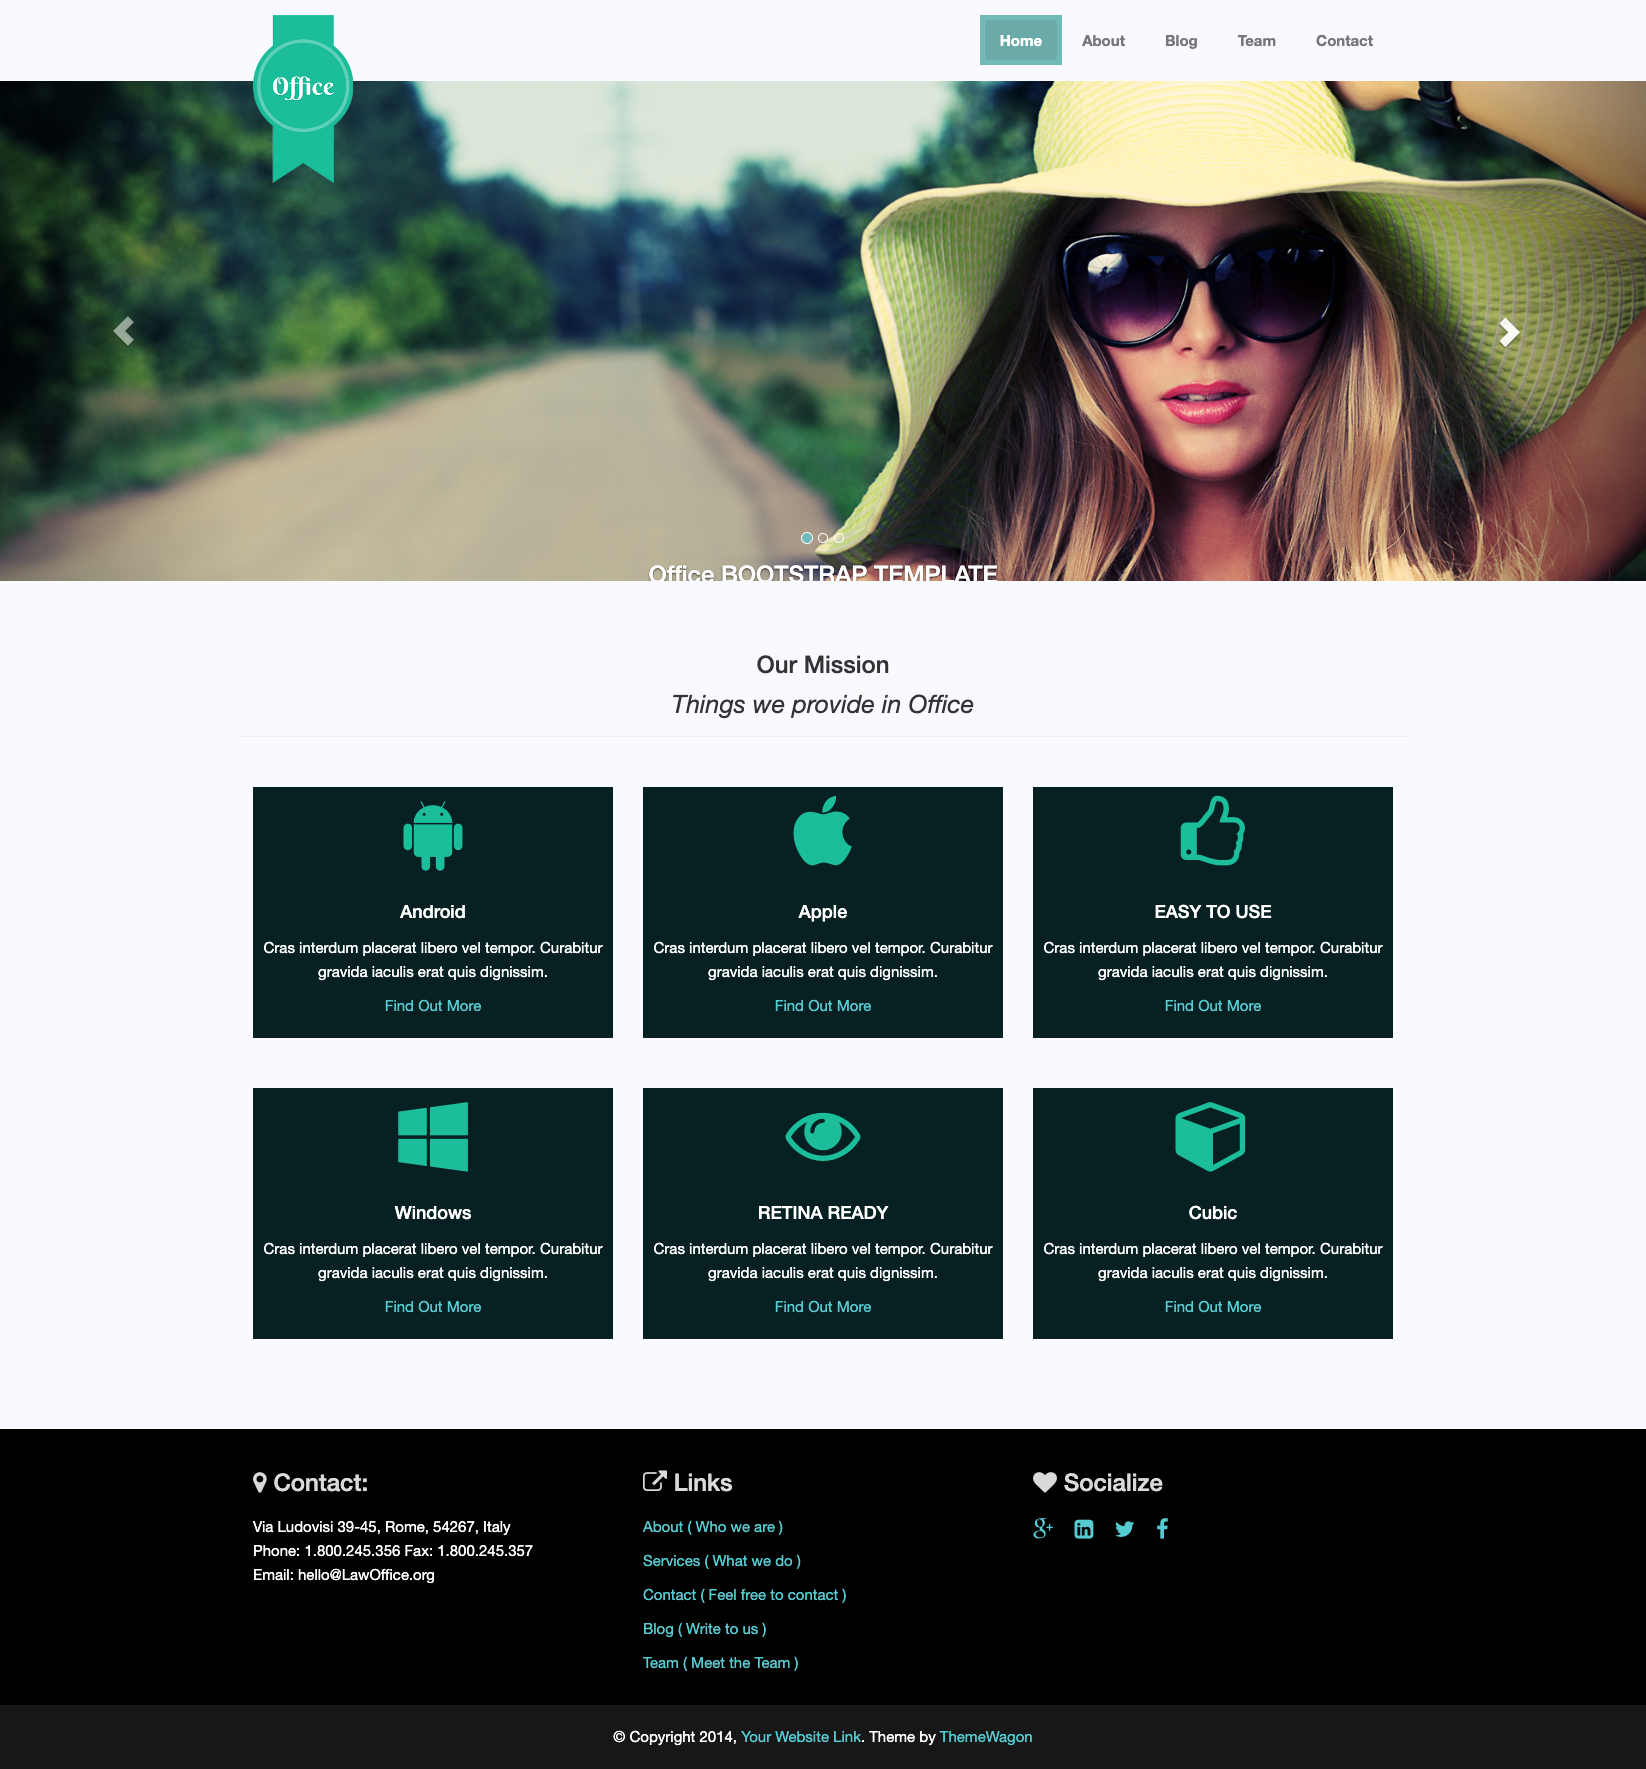 Office
Home
About
Blog
Team
Contact
Office BOOTSTRAP TEMPLATE
Our Mission
Things we provide in Office
Android
Cras interdum placerat libero vel tempor. Curabitur
gravida iaculis erat quis dignissim.
Find Out More
Apple
Cras interdum placerat libero vel tempor. Curabitur
gravida iaculis erat quis dignissim.
Find Out More
EASY TO USE
Cras interdum placerat libero vel tempor. Curabitur
gravida iaculis erat quis dignissim.
Find Out More
Windows
Cras interdum placerat libero vel tempor. Curabitur
gravida iaculis erat quis dignissim.
Find Out More
RETINA READY
Cras interdum placerat libero vel tempor. Curabitur
gravida iaculis erat quis dignissim.
Find Out More
Cubic
Cras interdum placerat libero vel tempor. Curabitur
gravida iaculis erat quis dignissim.
Find Out More
Contact:
Via Ludovisi 39-45, Rome, 54267, Italy
Phone: 1.800.245.356 Fax: 1.800.245.357
Email: hello@LawOffice.org
Links
About ( Who we are )
Services ( What we do )
Contact ( Feel free to contact )
Blog ( Write to us )
Team ( Meet the Team )
Socialize
© Copyright 2014, Your Website Link. Theme by ThemeWagon